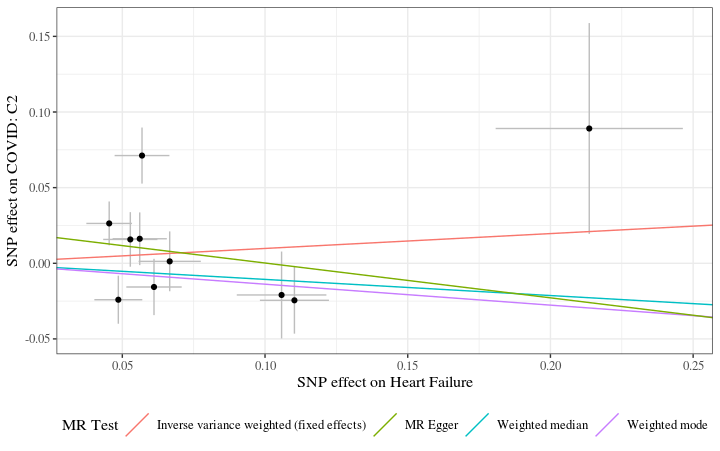 0.15
0.10
0.05
0.00
-0.05
SNP effect on COVID: C2
0.05
0.10
0.15
0.20
0.25
SNP effect on Heart Failure
MR Test
Inverse variance weighted (fixed effects)
MR Egger
Weighted median
Weighted mode